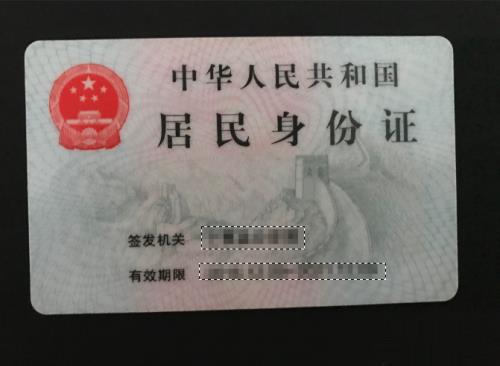 中华人民共和国
居民身份证
签发机关
有效期限